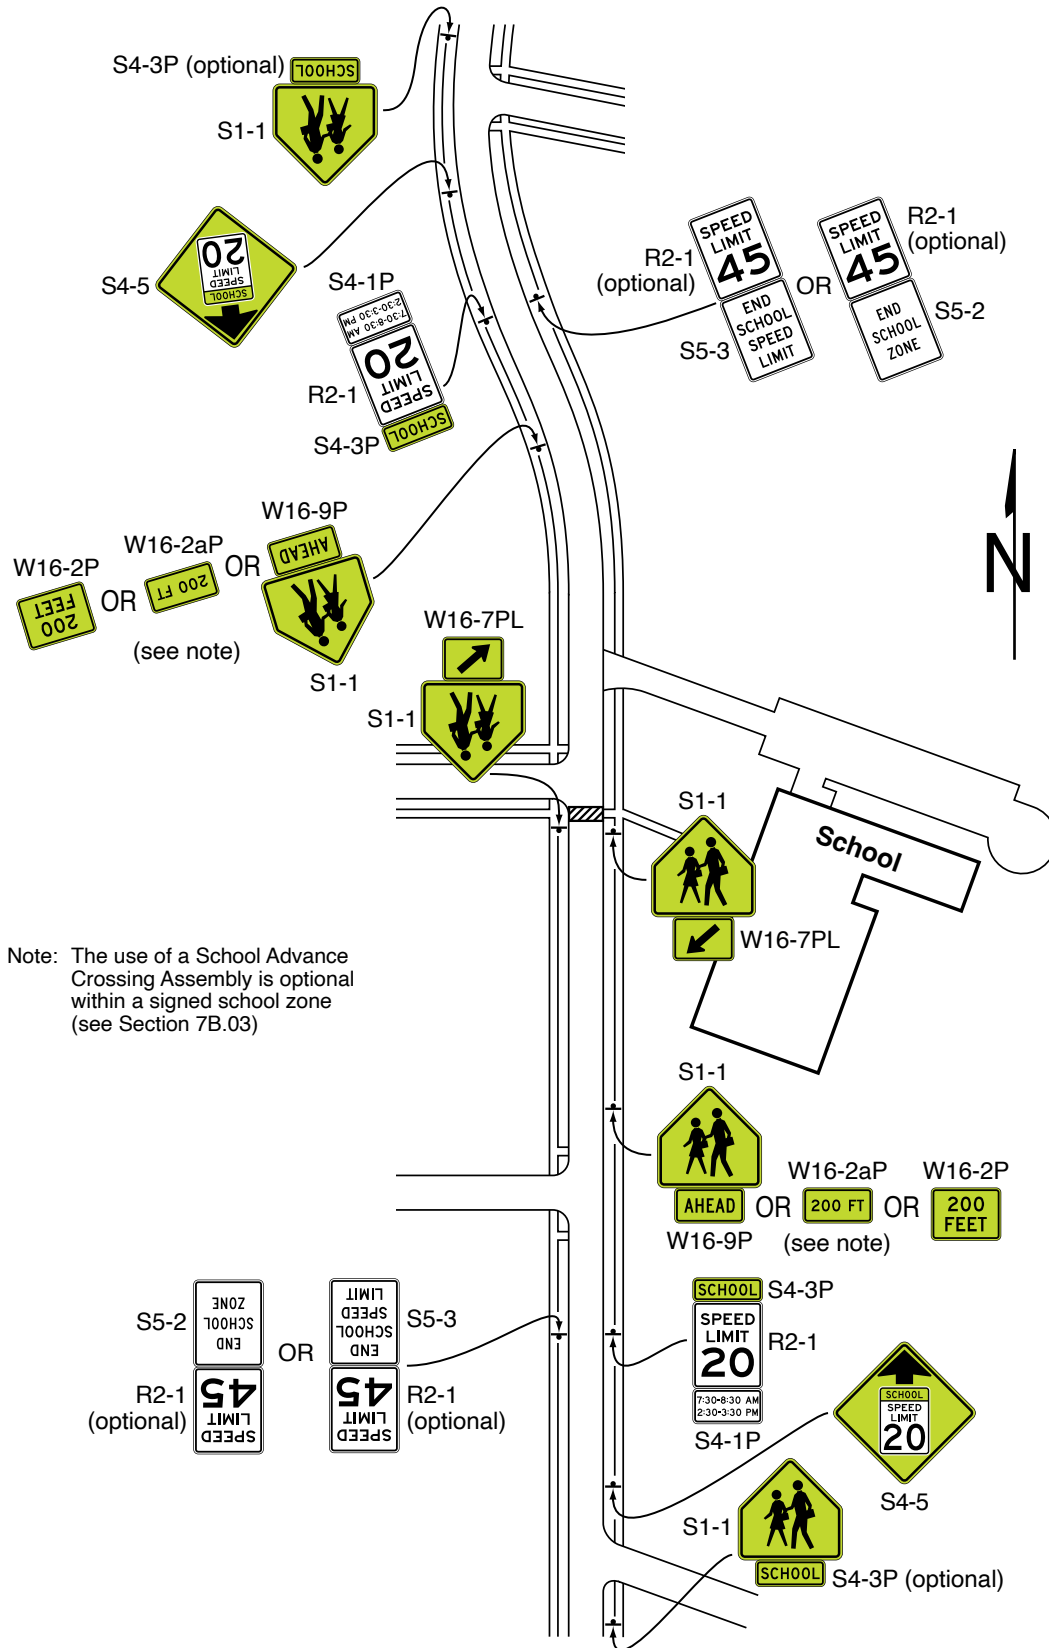 S4-3P (optional)
SCHOOL
S1-1
S4-5
20
SPEED
LIMIT
SCHOOL
S4-1P
7:30-8:30 AM
2:30-3:30 PM
R2-1
SPEED
LIMIT
20
S4-3P
SCHOOL
R2-1
(optional)
SPEED
LIMIT
45
OR
SPEED
LIMIT
45
R2-1
(optional)
S5-3
END
SCHOOL
SPEED
LIMIT
END
SCHOOL
ZONE
S5-2
N
W16-2P
200
FEET
OR
W16-2aP
200 FT
OR
W16-9P
AHEAD
(see note)
S1-1
W16-7PL
S1-1
S1-1
School
W16-7PL
Note: The use of a School Advance
Crossing Assembly is optional
within a signed school zone
(see Section 7B.03)
S1-1
AHEAD
W16-9P
OR
W16-2aP
200 FT
(see note)
OR
W16-2P
200
FEET
S5-2
END
SCHOOL
ZONE
OR
END
SCHOOL
SPEED
LIMIT
S5-3
R2-1
(optional)
SPEED
LIMIT
45
SPEED
LIMIT
45
R2-1
(optional)
SCHOOL
S4-3P
SPEED
LIMIT
20
R2-1
7:30-8:30 AM
2:30-3:30 PM
S4-1P
SCHOOL
SPEED
LIMIT
20
S4-5
S1-1
SCHOOL
S4-3P (optional)